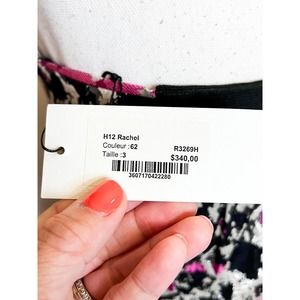 H12 Rachel
Couleur :62 R3269H
Taille :3 $340,00
3607170422280